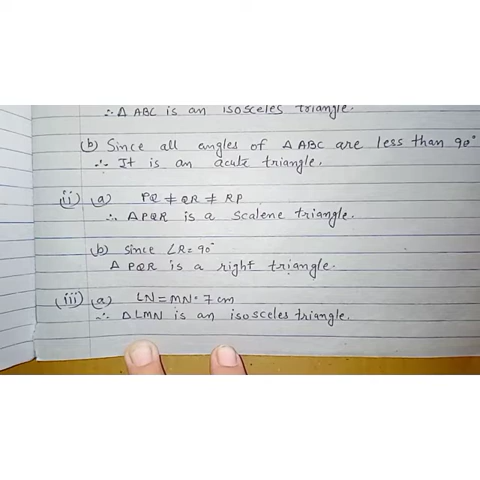 ∴ Δ ABC is an isosceles triangle.
(b) Since all angles of Δ ABC are less than 90°
∴ It is an acute triangle.
(ii) (a) PQ ≠ QR ≠ RP
∴ Δ PQR is a scalene triangle.
(b) since ∠R = 90°
Δ PQR is a right triangle.
(iii) (a) LN = MN = 7 cm
∴ ΔLMN is an isosceles triangle.